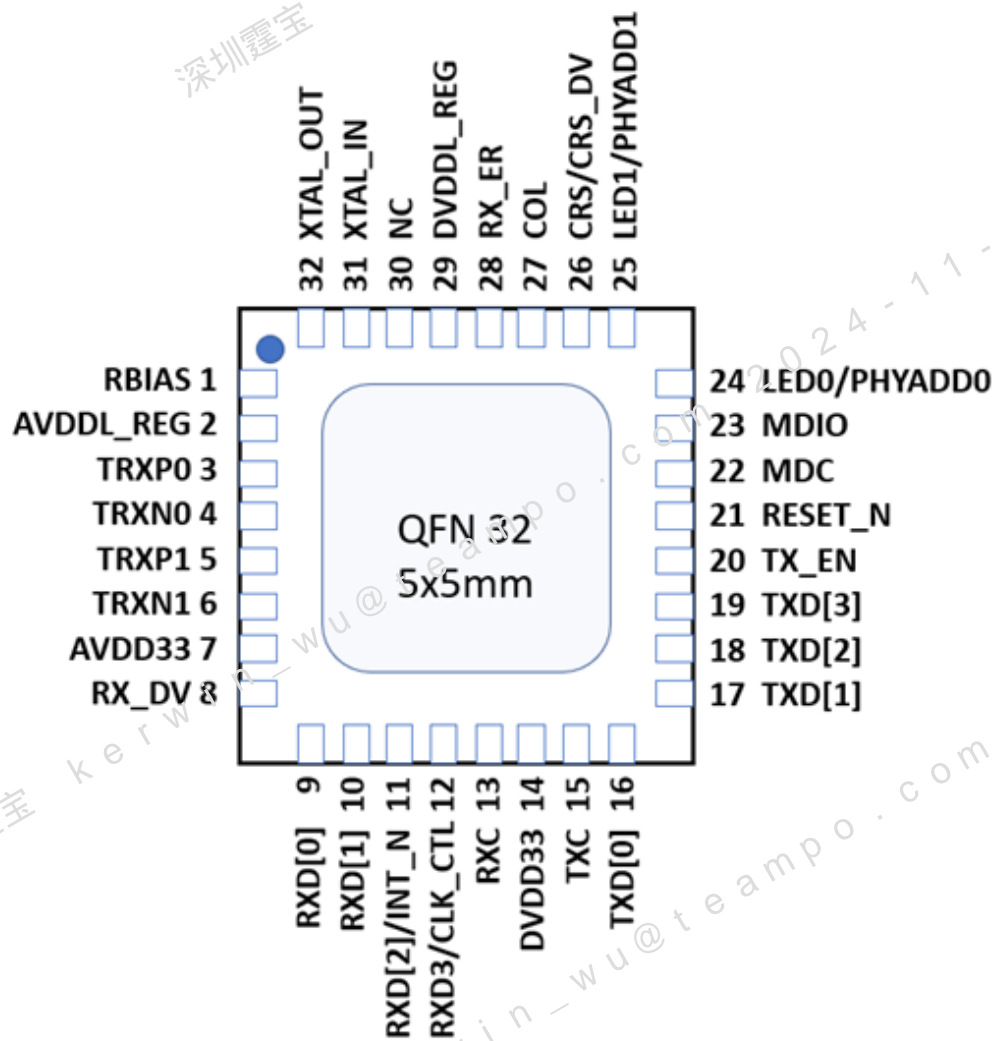 深圳霆宝
32 XTAL_OUT
31 XTAL_IN
30 NC
29 DVDDL_REG
28 RX_ER
27 COL
26 CRS/CRS_DV
25 LED1/PHYADD1
RBIAS 1
AVDDL_REG 2
TRXP0 3
TRXN0 4
TRXP1 5
TRXN1 6
AVDD33 7
RX_DV 8
QFN 32
5x5mm
24 LED0/PHYADD0
23 MDIO
22 MDC
21 RESET_N
20 TX_EN
19 TXD[3]
18 TXD[2]
17 TXD[1]
RXD[0] 9
RXD[1] 10
RXD[2]/INT_N 11
RXD3/CLK_CTL 12
RXC 13
DVDD33 14
TXC 15
TXD[0] 16
kerwin_wu@teampo.com 2024-11-
宝
in_wu@teampo.com